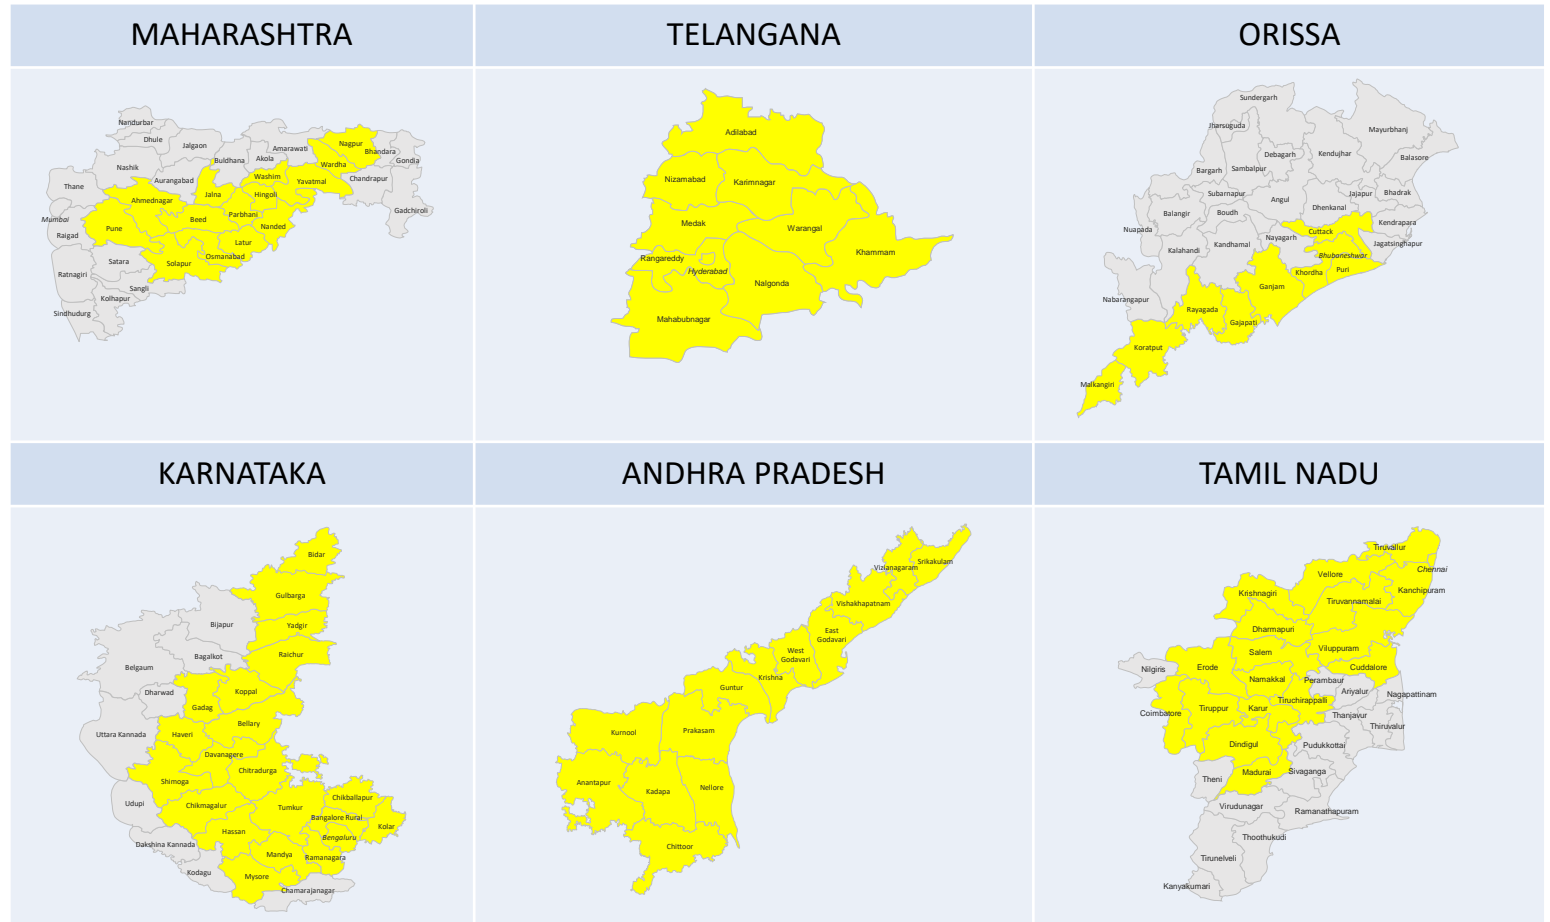 MAHARASHTRA
TELANGANA
ORISSA
Nandurbar
Dhule
Jalgaon
Buldhana
Akola
Amarawati
Nagpur
Bhandara
Gondia
Nashik
Wardha
Thane
Aurangabad
Jalna
Washim
Yavatmal
Chandrapur
Ahmednagar
Hingoli
Gadchiroli
Mumbai
Beed
Parbhani
Pune
Nanded
Raigad
Latur
Satara
Solapur
Osmanabad
Ratnagiri
Sangli
Kolhapur
Sindhudurg
Adilabad
Nizamabad
Karimnagar
Medak
Warangal
Khammam
Rangareddy
Hyderabad
Nalgonda
Mahabubnagar
Sundergarh
Jharsuguda
Mayurbhanj
Debagarh
Kendujhar
Balasore
Bargarh
Sambalpur
Subarnapur
Angul
Jajapur
Bhadrak
Dhenkanal
Balangir
Boudh
Kendrapara
Nuapada
Cuttack
Nayagarh
Jagatsinghapur
Kalahandi
Kandhamal
Bhubaneshwar
Khordha
Puri
Ganjam
Nabarangapur
Rayagada
Gajapati
Koratput
Malkangiri
KARNATAKA
ANDHRA PRADESH
TAMIL NADU
Bidar
Gulbarga
Bijapur
Yadgir
Bagalkot
Raichur
Belgaum
Dharwad
Koppal
Gadag
Bellary
Uttara Kannada
Haveri
Davanagere
Chitradurga
Shimoga
Chikballapur
Udupi
Chikmagalur
Tumkur
Bangalore Rural
Kolar
Hassan
Bengaluru
Dakshina Kannada
Mandya
Ramanagara
Kodagu
Mysore
Chamarajanagar
Vizianagaram
Srikakulam
Vishakhapatnam
East
Godavari
West
Godavari
Krishna
Guntur
Kurnool
Prakasam
Anantapur
Kadapa
Nellore
Chittoor
Tiruvallur
Chennai
Vellore
Krishnagiri
Kanchipuram
Tiruvannamalai
Dharmapuri
Salem
Viluppuram
Nilgiris
Erode
Cuddalore
Namakkal
Perambaur
Ariyalur
Nagapattinam
Coimbatore
Tiruppur
Karur
Tiruchirappalli
Thanjavur
Thiruvalur
Dindigul
Pudukkottai
Theni
Madurai
Sivaganga
Virudunagar
Ramanathapuram
Thoothukudi
Tirunelveli
Kanyakumari